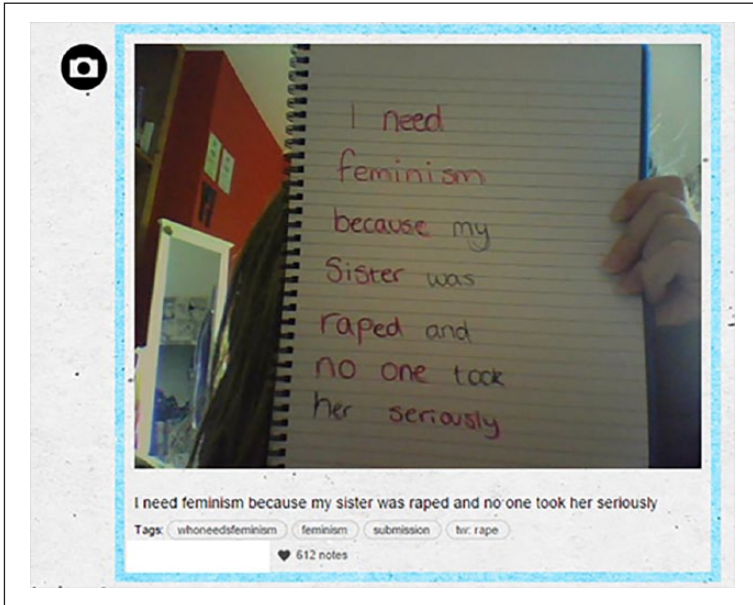 I need
feminism
because my
Sister was
raped and
no one took
her seriously
I need feminism because my sister was raped and no one took her seriously
Tags: whoneedsfeminism feminism submission tw: rape
612 notes